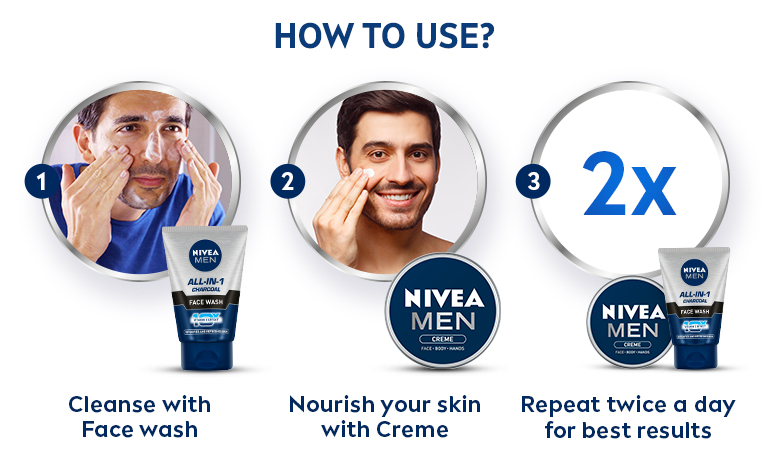 HOW TO USE?
1
2
3
2x
NIVEA
MEN
ALL-IN-1
CHARCOAL
FACE WASH
NIVEA
MEN
CREME
FACE • BODY • HANDS
NIVEA
MEN
CREME
FACE • BODY • HANDS
NIVEA
MEN
ALL-IN-1
CHARCOAL
FACE WASH
Cleanse with
Face wash
Nourish your skin
with Creme
Repeat twice a day
for best results